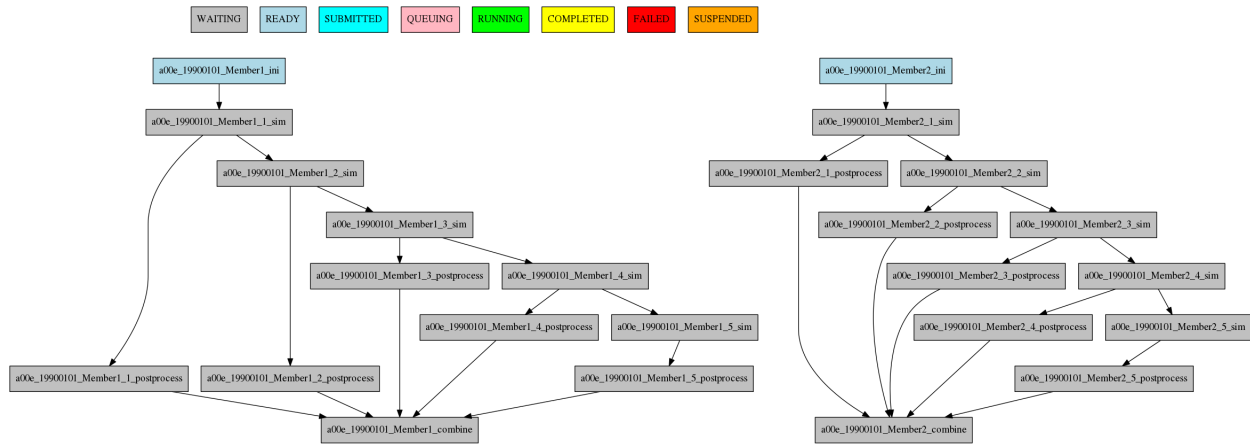 WAITING
READY
SUBMITTED
QUEUING
RUNNING
COMPLETED
FAILED
SUSPENDED
a00e_19900101_Member1_ini
a00e_19900101_Member2_ini
a00e_19900101_Member1_1_sim
a00e_19900101_Member2_1_sim
a00e_19900101_Member1_2_sim
a00e_19900101_Member2_1_postprocess
a00e_19900101_Member2_2_sim
a00e_19900101_Member1_3_sim
a00e_19900101_Member2_2_postprocess
a00e_19900101_Member2_3_sim
a00e_19900101_Member1_3_postprocess
a00e_19900101_Member1_4_sim
a00e_19900101_Member2_3_postprocess
a00e_19900101_Member2_4_sim
a00e_19900101_Member1_4_postprocess
a00e_19900101_Member1_5_sim
a00e_19900101_Member2_4_postprocess
a00e_19900101_Member2_5_sim
a00e_19900101_Member1_1_postprocess
a00e_19900101_Member1_2_postprocess
a00e_19900101_Member1_5_postprocess
a00e_19900101_Member2_5_postprocess
a00e_19900101_Member1_combine
a00e_19900101_Member2_combine